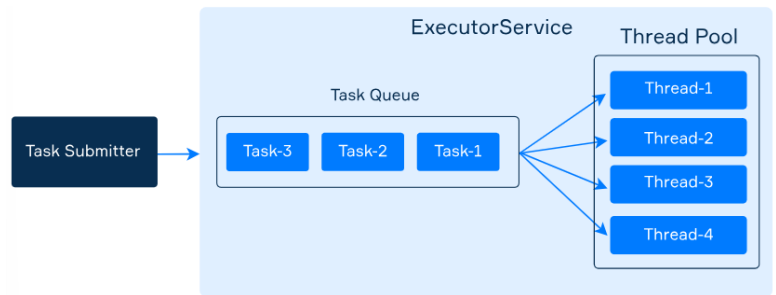 ExecutorService
Thread Pool
Task Queue
Task Submitter
Task-3
Task-2
Task-1
Thread-1
Thread-2
Thread-3
Thread-4